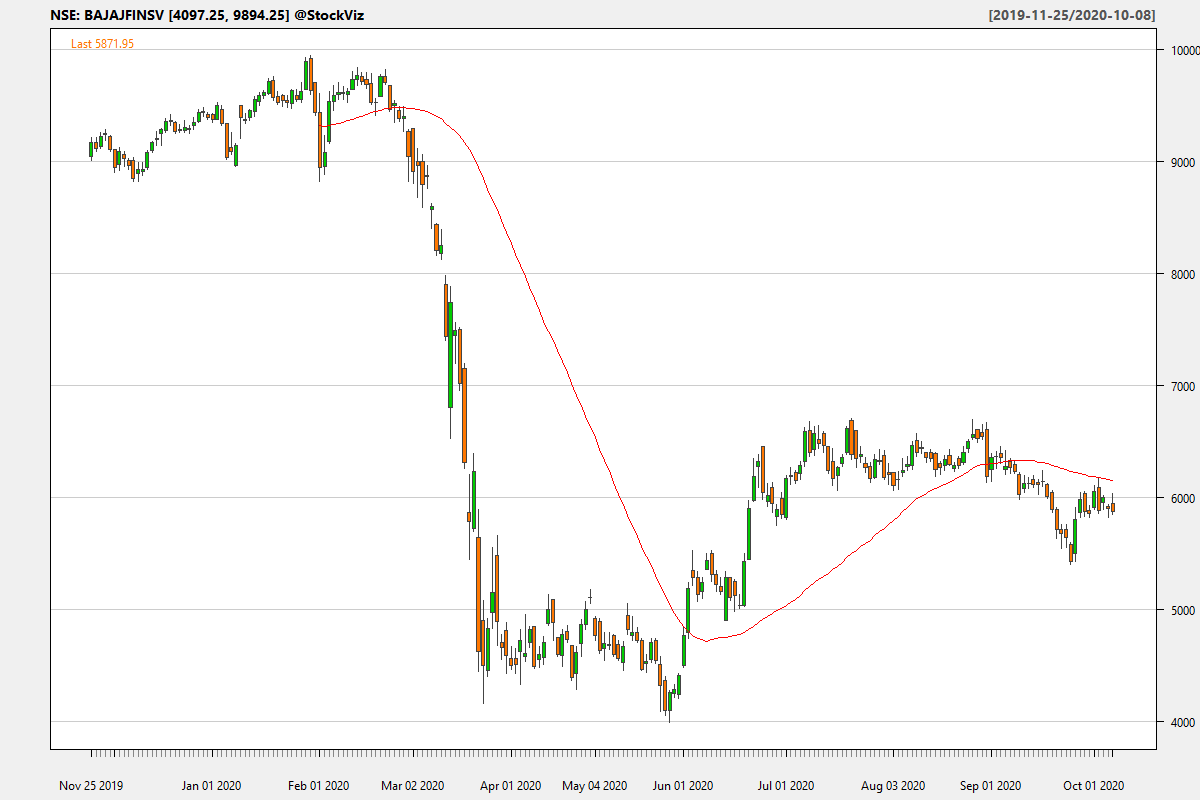 NSE: BAJAJFINSV [4097.25, 9894.25] @StockViz
[2019-11-25/2020-10-08]
Last 5871.95
10000
9000
8000
7000
6000
5000
4000
Nov 25 2019
Jan 01 2020
Feb 01 2020
Mar 02 2020
Apr 01 2020
May 04 2020
Jun 01 2020
Jul 01 2020
Aug 03 2020
Sep 01 2020
Oct 01 2020